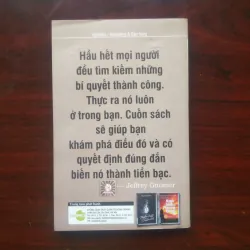 Hầu hết mọi người
đều tìm kiếm những
bí quyết thành công.
Thực ra nó luôn
ở trong bạn. Cuốn sách
sẽ giúp bạn
khám phá điều đó và có
quyết định đúng đắn
biến nó thành tiền bạc.
Jeffrey Gitomer